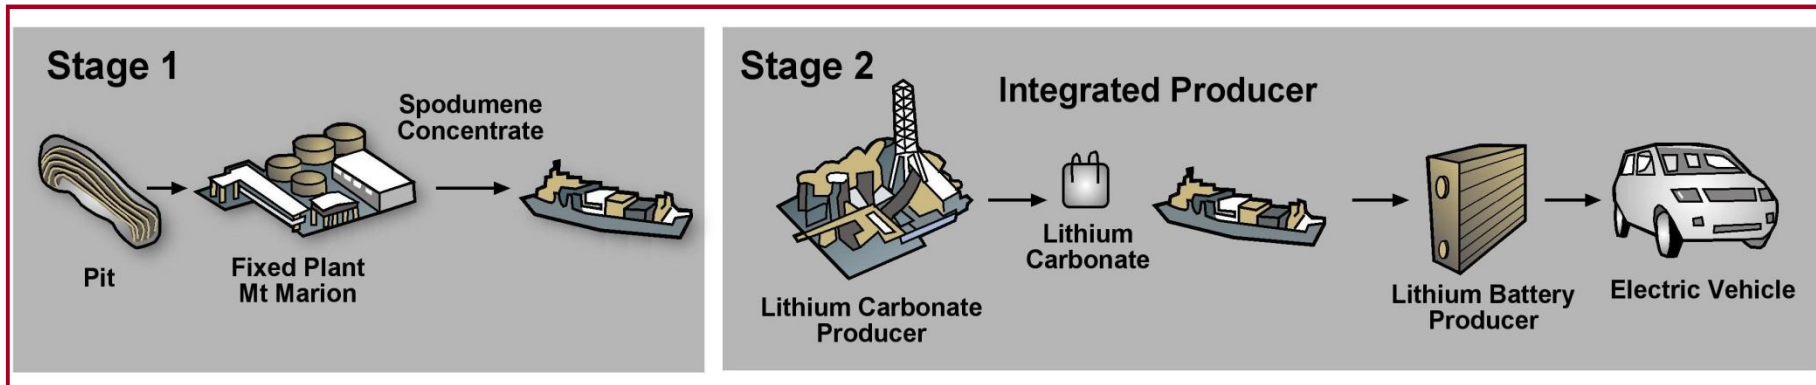 Stage 1
Spodumene
Concentrate
Pit
Fixed Plant
Mt Marion
Stage 2
Integrated Producer
Lithium Carbonate
Producer
Lithium
Carbonate
Lithium Battery
Producer
Electric Vehicle